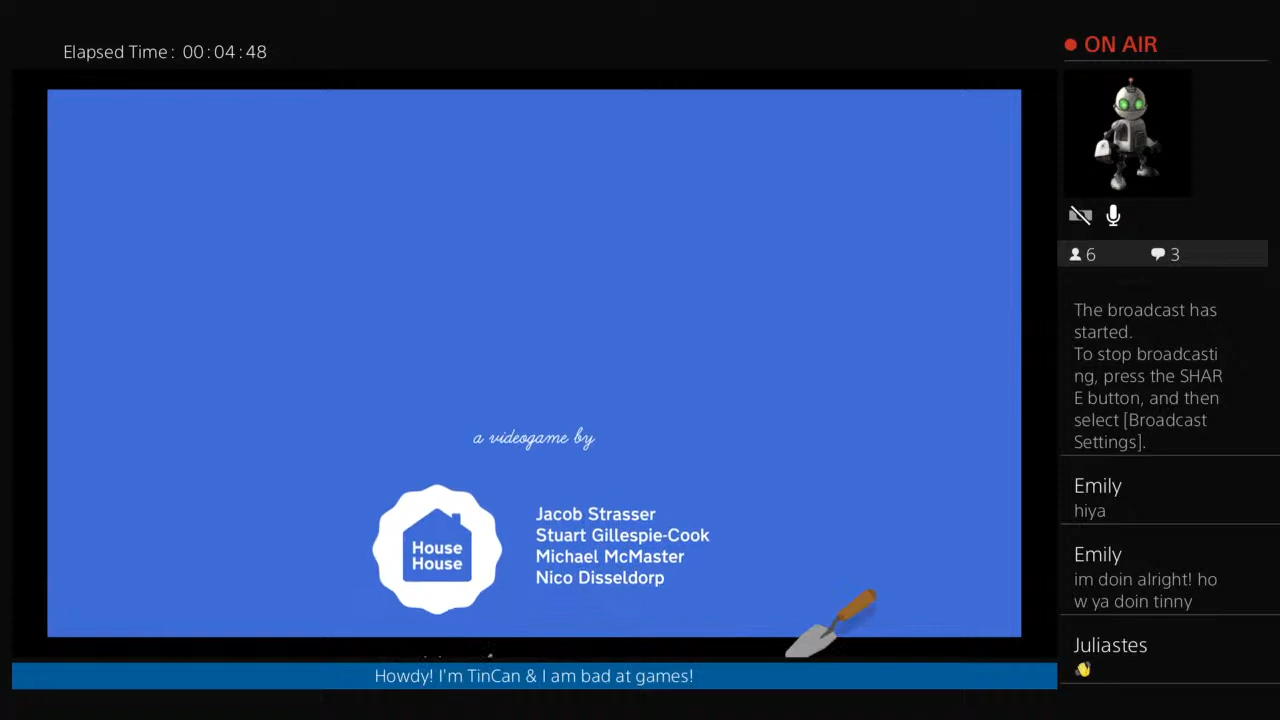 Elapsed Time: 00:04:48
ON AIR
6
3
The broadcast has
started.
To stop broadcasti
ng, press the SHAR
E button, and then
select [Broadcast
Settings].
Emily
hiya
Emily
im doin alright! ho
w ya doin tinny
Juliastes
a videogame by
House
House
Jacob Strasser
Stuart Gillespie-Cook
Michael McMaster
Nico Disseldorp
Howdy! I'm TinCan & I am bad at games!